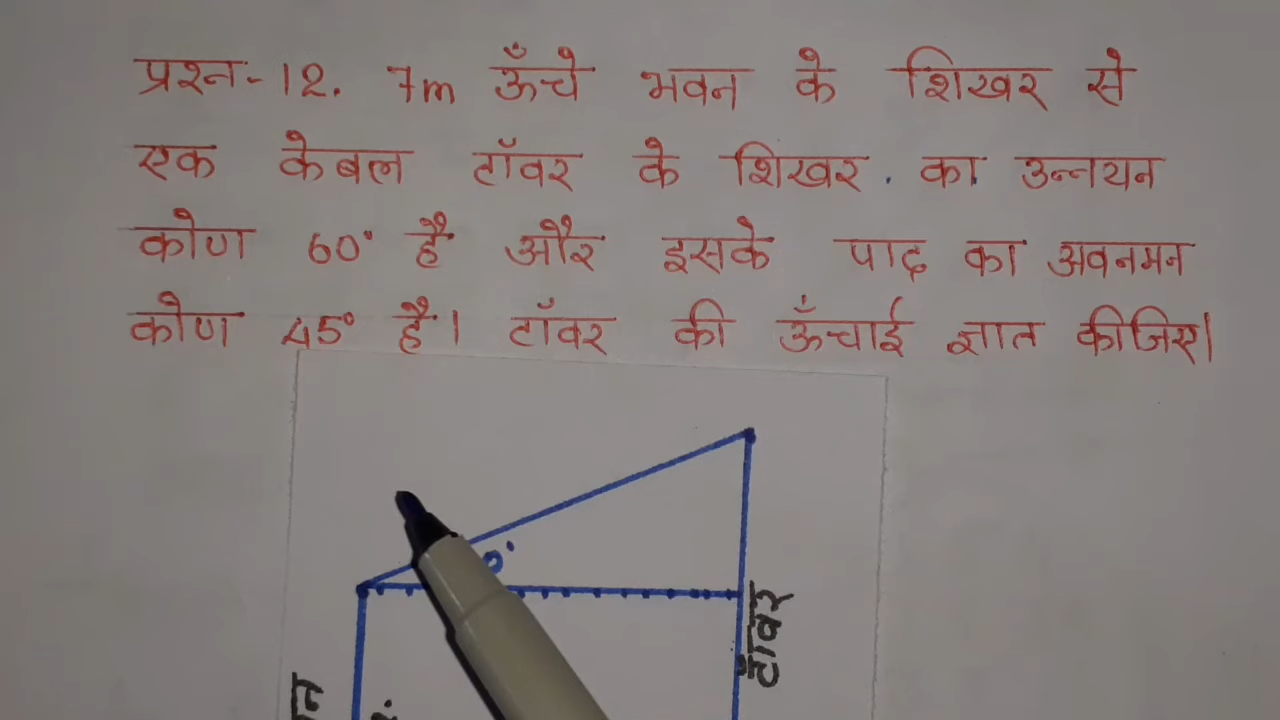 प्रश्न-12. 7m ऊँचे भवन के शिखर से
एक केबल टॉवर के शिखर . का उन्नयन
कोण 60° है और इसके पाद का अवनमन
कोण 45° है। टॉवर की ऊँचाई ज्ञात कीजिए।
टॉवर